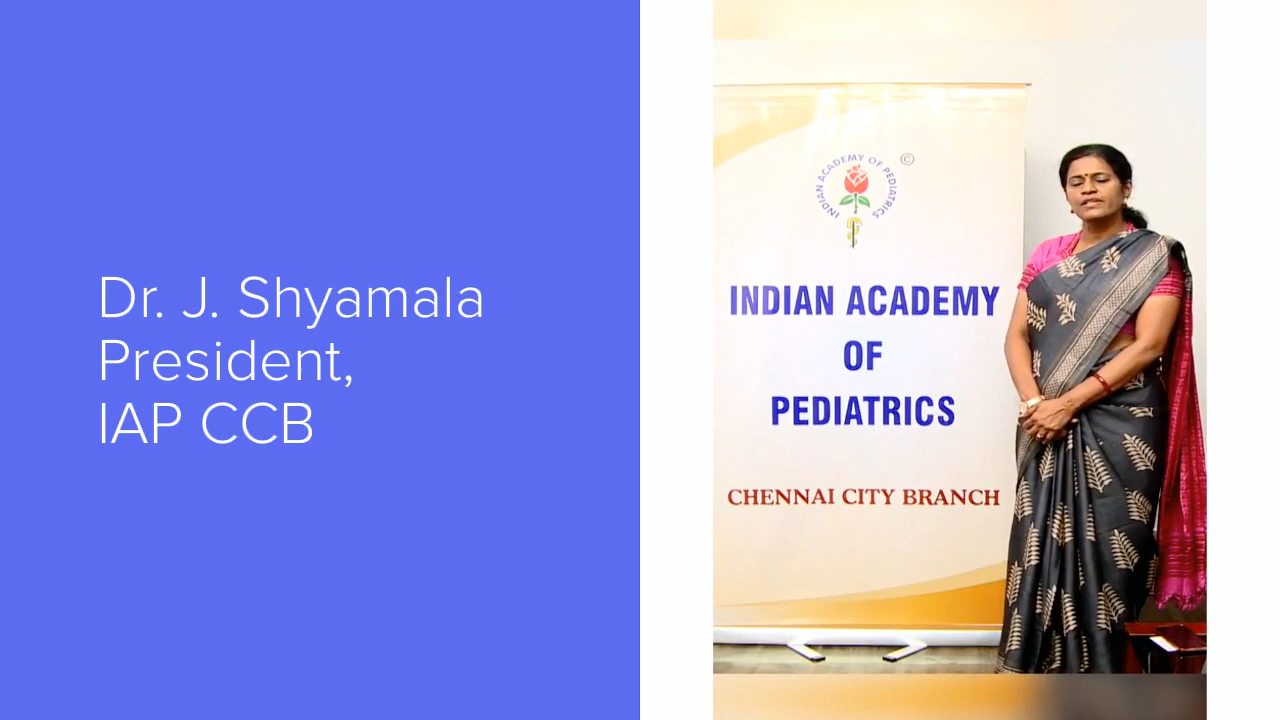 Dr. J. Shyamala
President,
IAP CCB
INDIAN ACADEMY OF PEDIATRICS
©
INDIAN ACADEMY
OF
PEDIATRICS
CHENNAI CITY BRANCH